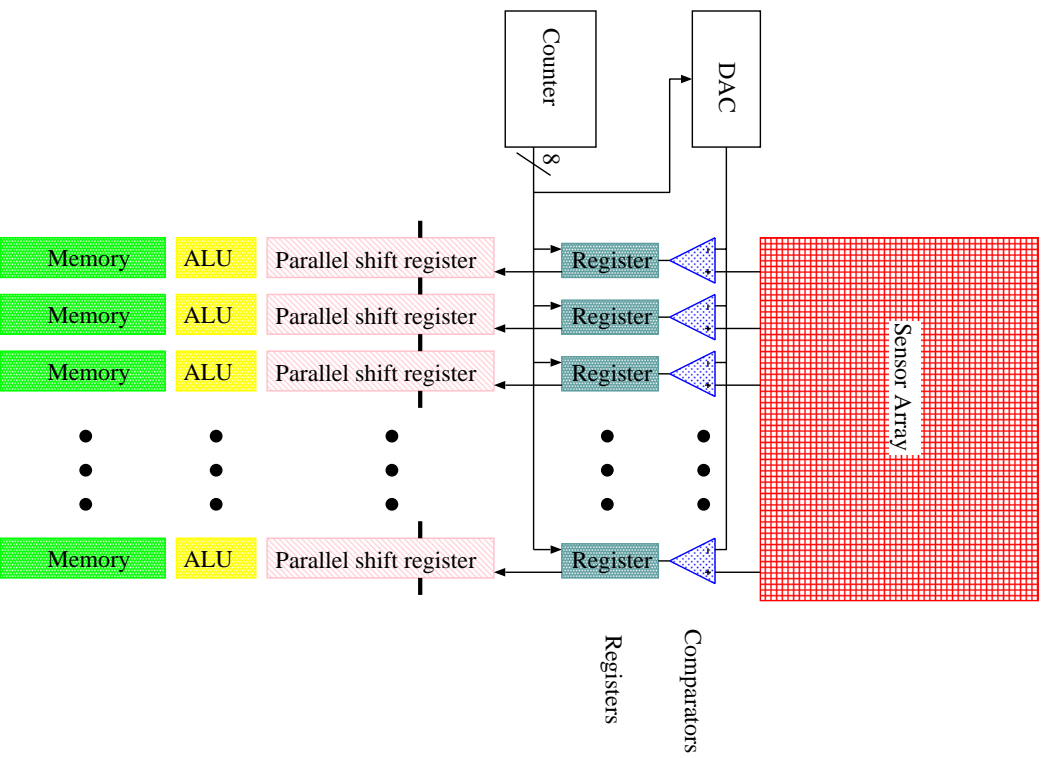 Counter
DAC
8
Memory
ALU
Parallel shift register
Register
Memory
ALU
Parallel shift register
Register
Memory
ALU
Parallel shift register
Register
Sensor Array
Memory
ALU
Parallel shift register
Register
Registers
Comparators